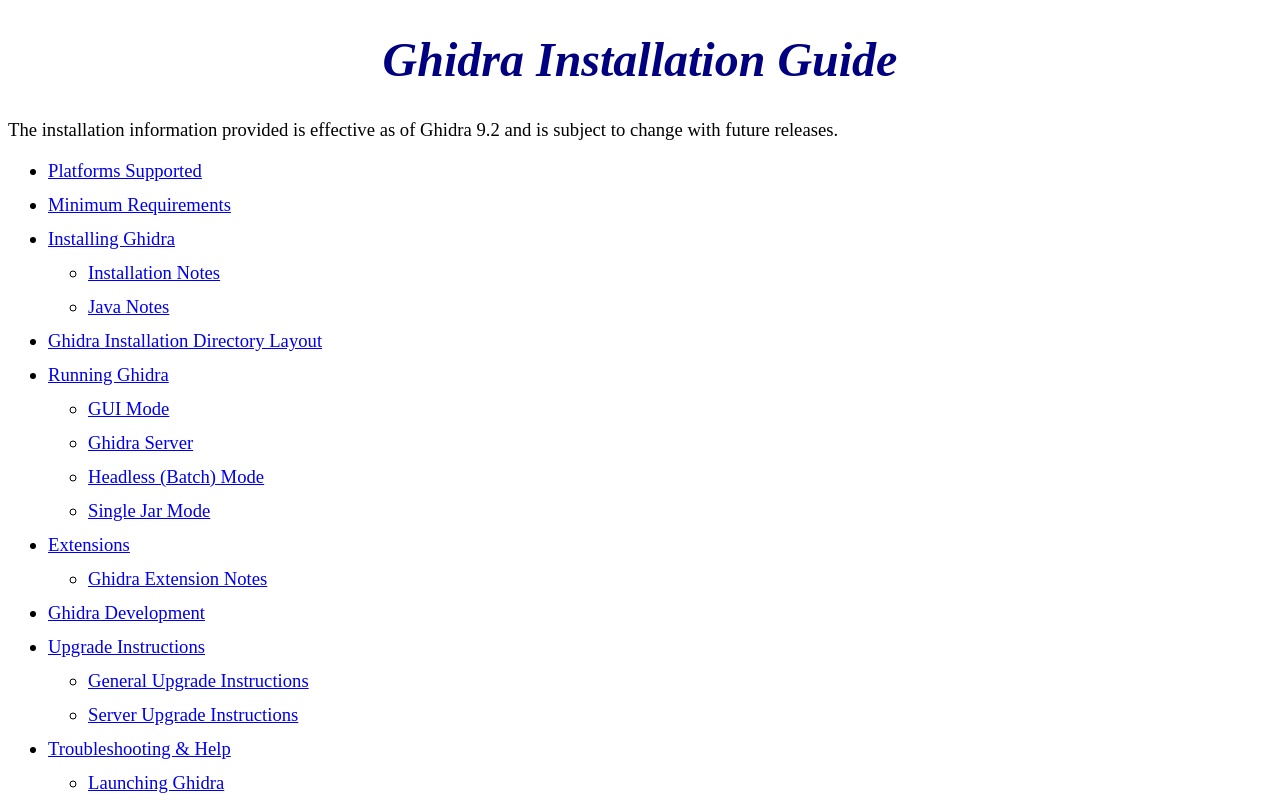 Ghidra Installation Guide
The installation information provided is effective as of Ghidra 9.2 and is subject to change with future releases.
Platforms Supported
Minimum Requirements
Installing Ghidra
Installation Notes
Java Notes
Ghidra Installation Directory Layout
Running Ghidra
GUI Mode
Ghidra Server
Headless (Batch) Mode
Single Jar Mode
Extensions
Ghidra Extension Notes
Ghidra Development
Upgrade Instructions
General Upgrade Instructions
Server Upgrade Instructions
Troubleshooting & Help
Launching Ghidra